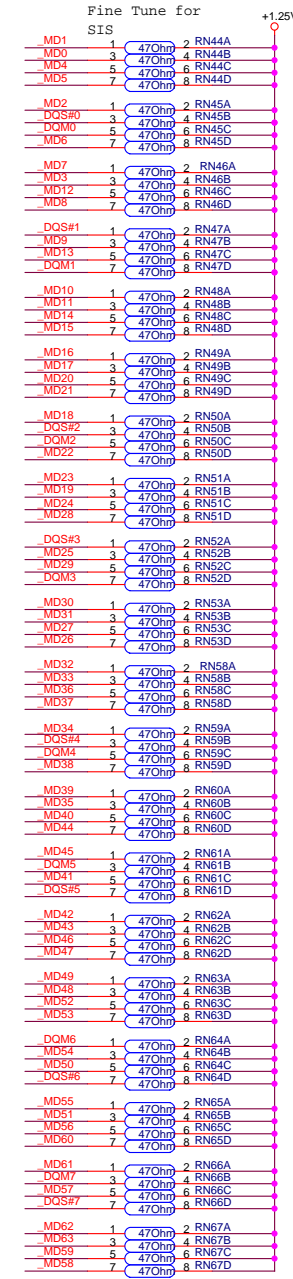 Fine Tune for
SIS
+1.25V
_MD1 1 47Ohm 2 RN44A
_MD0 3 47Ohm 4 RN44B
_MD4 5 47Ohm 6 RN44C
_MD5 7 47Ohm 8 RN44D
_MD2 1 47Ohm 2 RN45A
_DQS#0 3 47Ohm 4 RN45B
_DQM0 5 47Ohm 6 RN45C
_MD6 7 47Ohm 8 RN45D
_MD7 1 47Ohm 2 RN46A
_MD3 3 47Ohm 4 RN46B
_MD12 5 47Ohm 6 RN46C
_MD8 7 47Ohm 8 RN46D
_DQS#1 1 47Ohm 2 RN47A
_MD9 3 47Ohm 4 RN47B
_MD13 5 47Ohm 6 RN47C
_DQM1 7 47Ohm 8 RN47D
_MD10 1 47Ohm 2 RN48A
_MD11 3 47Ohm 4 RN48B
_MD14 5 47Ohm 6 RN48C
_MD15 7 47Ohm 8 RN48D
_MD16 1 47Ohm 2 RN49A
_MD17 3 47Ohm 4 RN49B
_MD20 5 47Ohm 6 RN49C
_MD21 7 47Ohm 8 RN49D
_MD18 1 47Ohm 2 RN50A
_DQS#2 3 47Ohm 4 RN50B
_DQM2 5 47Ohm 6 RN50C
_MD22 7 47Ohm 8 RN50D
_MD23 1 47Ohm 2 RN51A
_MD19 3 47Ohm 4 RN51B
_MD24 5 47Ohm 6 RN51C
_MD28 7 47Ohm 8 RN51D
_DQS#3 1 47Ohm 2 RN52A
_MD25 3 47Ohm 4 RN52B
_MD29 5 47Ohm 6 RN52C
_DQM3 7 47Ohm 8 RN52D
_MD30 1 47Ohm 2 RN53A
_MD31 3 47Ohm 4 RN53B
_MD27 5 47Ohm 6 RN53C
_MD26 7 47Ohm 8 RN53D
_MD32 1 47Ohm 2 RN58A
_MD33 3 47Ohm 4 RN58B
_MD36 5 47Ohm 6 RN58C
_MD37 7 47Ohm 8 RN58D
_MD34 1 47Ohm 2 RN59A
_DQS#4 3 47Ohm 4 RN59B
_DQM4 5 47Ohm 6 RN59C
_MD38 7 47Ohm 8 RN59D
_MD39 1 47Ohm 2 RN60A
_MD35 3 47Ohm 4 RN60B
_MD40 5 47Ohm 6 RN60C
_MD44 7 47Ohm 8 RN60D
_MD45 1 47Ohm 2 RN61A
_DQM5 3 47Ohm 4 RN61B
_MD41 5 47Ohm 6 RN61C
_DQS#5 7 47Ohm 8 RN61D
_MD42 1 47Ohm 2 RN62A
_MD43 3 47Ohm 4 RN62B
_MD46 5 47Ohm 6 RN62C
_MD47 7 47Ohm 8 RN62D
_MD49 1 47Ohm 2 RN63A
_MD48 3 47Ohm 4 RN63B
_MD52 5 47Ohm 6 RN63C
_MD53 7 47Ohm 8 RN63D
_DQM6 1 47Ohm 2 RN64A
_MD54 3 47Ohm 4 RN64B
_MD50 5 47Ohm 6 RN64C
_DQS#6 7 47Ohm 8 RN64D
_MD55 1 47Ohm 2 RN65A
_MD51 3 47Ohm 4 RN65B
_MD56 5 47Ohm 6 RN65C
_MD60 7 47Ohm 8 RN65D
_MD61 1 47Ohm 2 RN66A
_DQM7 3 47Ohm 4 RN66B
_MD57 5 47Ohm 6 RN66C
_DQS#7 7 47Ohm 8 RN66D
_MD62 1 47Ohm 2 RN67A
_MD63 3 47Ohm 4 RN67B
_MD59 5 47Ohm 6 RN67C
_MD58 7 47Ohm 8 RN67D